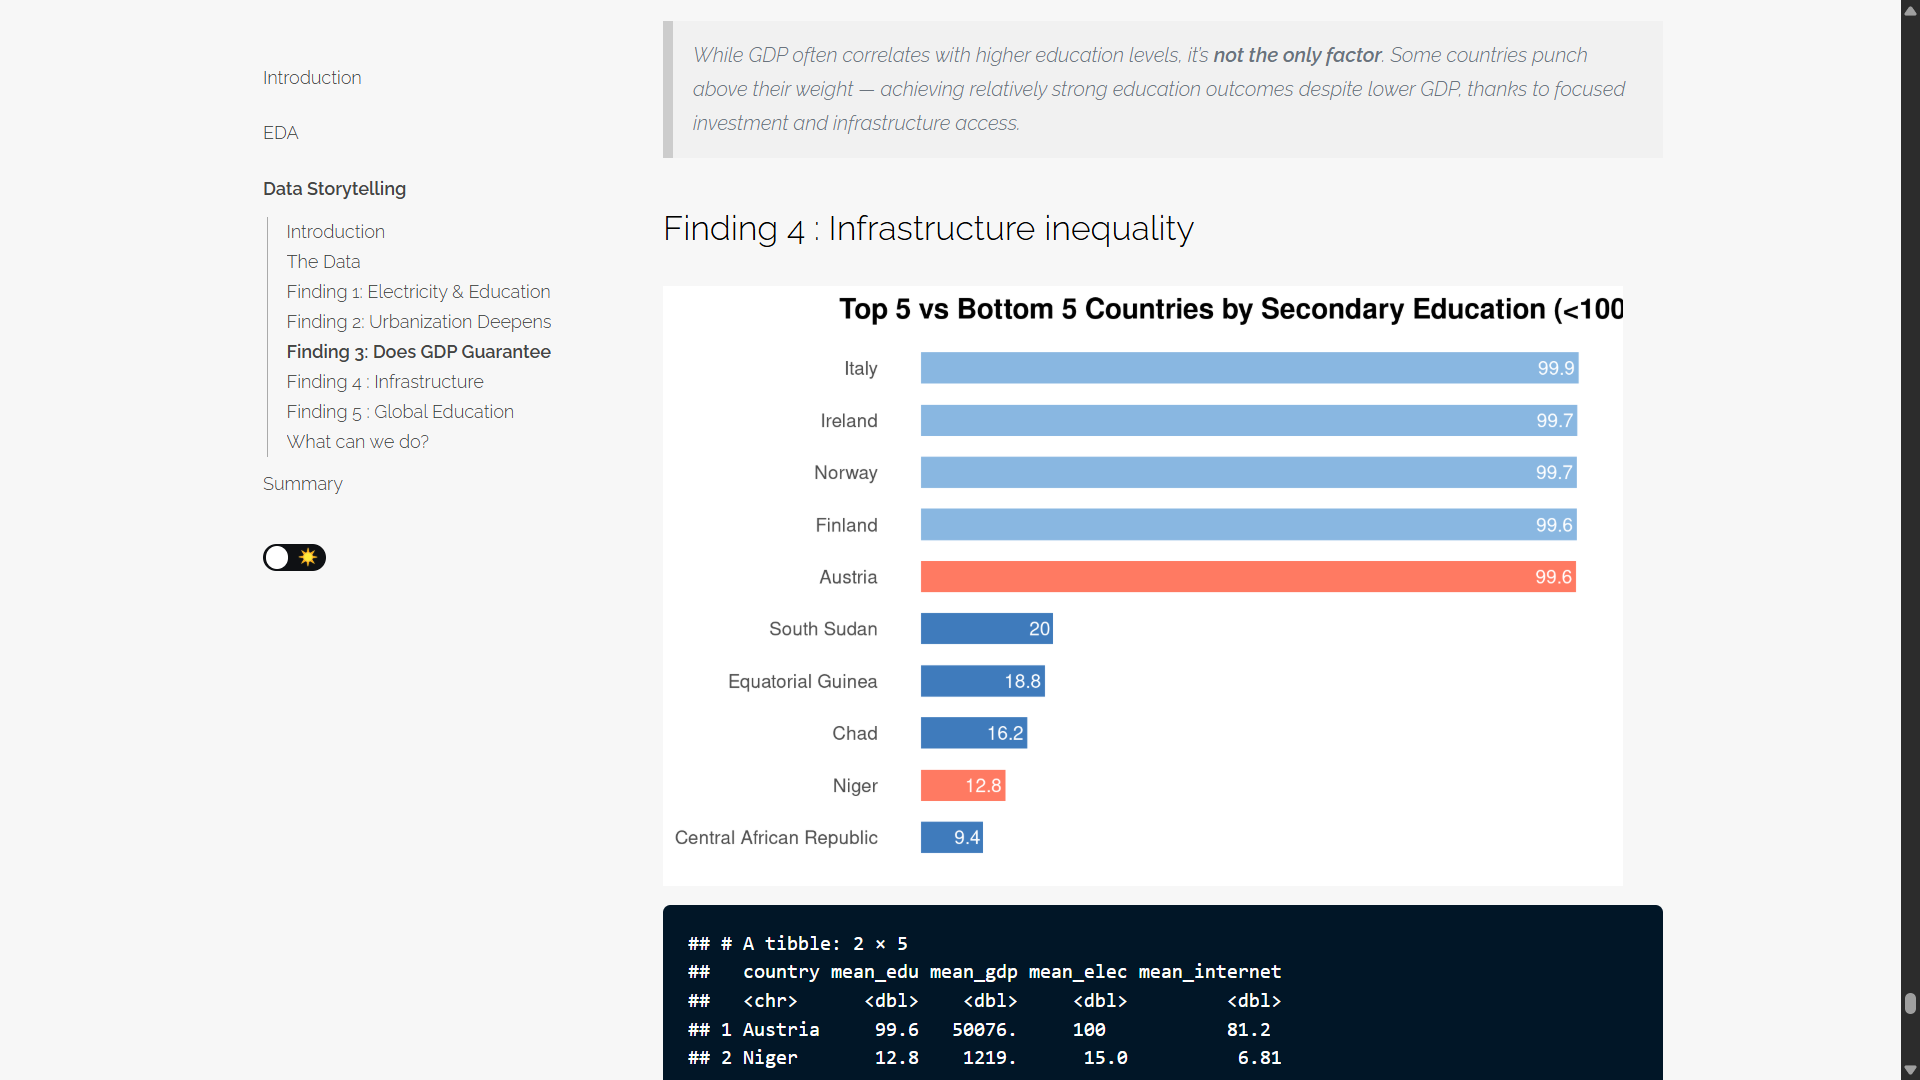 Introduction
EDA
Data Storytelling
Introduction
The Data
Finding 1: Electricity & Education
Finding 2: Urbanization Deepens
Finding 3: Does GDP Guarantee
Finding 4 : Infrastructure
Finding 5 : Global Education
What can we do?
Summary
While GDP often correlates with higher education levels, it's not the only factor. Some countries punch
above their weight — achieving relatively strong education outcomes despite lower GDP, thanks to focused
investment and infrastructure access.
Finding 4 : Infrastructure inequality
Top 5 vs Bottom 5 Countries by Secondary Education (<100
Italy 99.9
Ireland 99.7
Norway 99.7
Finland 99.6
Austria 99.6
South Sudan 20
Equatorial Guinea 18.8
Chad 16.2
Niger 12.8
Central African Republic 9.4
## # A tibble: 2 × 5
##   country mean_edu mean_gdp mean_elec mean_internet
##   <chr>      <dbl>    <dbl>     <dbl>         <dbl>
## 1 Austria     99.6   50076.     100           81.2
## 2 Niger       12.8    1219.      15.0          6.81